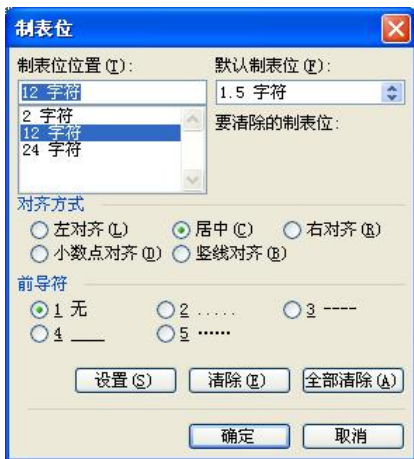 制表位
制表位位置(T): 默认制表位(F):
12 字符 1.5 字符
2 字符 要清除的制表位:
12 字符
24 字符
对齐方式
左对齐(L) 居中(C) 右对齐(R)
小数点对齐(D) 竖线对齐(B)
前导符
1 无 2 ..... 3 ----
4 ___ 5 ······
设置(S) 清除(E) 全部清除(A)
确定 取消